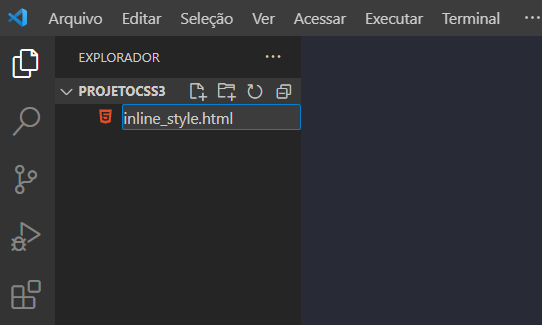 Arquivo Editar Seleção Ver Acessar Executar Terminal ...
EXPLORADOR ...
PROJETOCSS3
inline_style.html